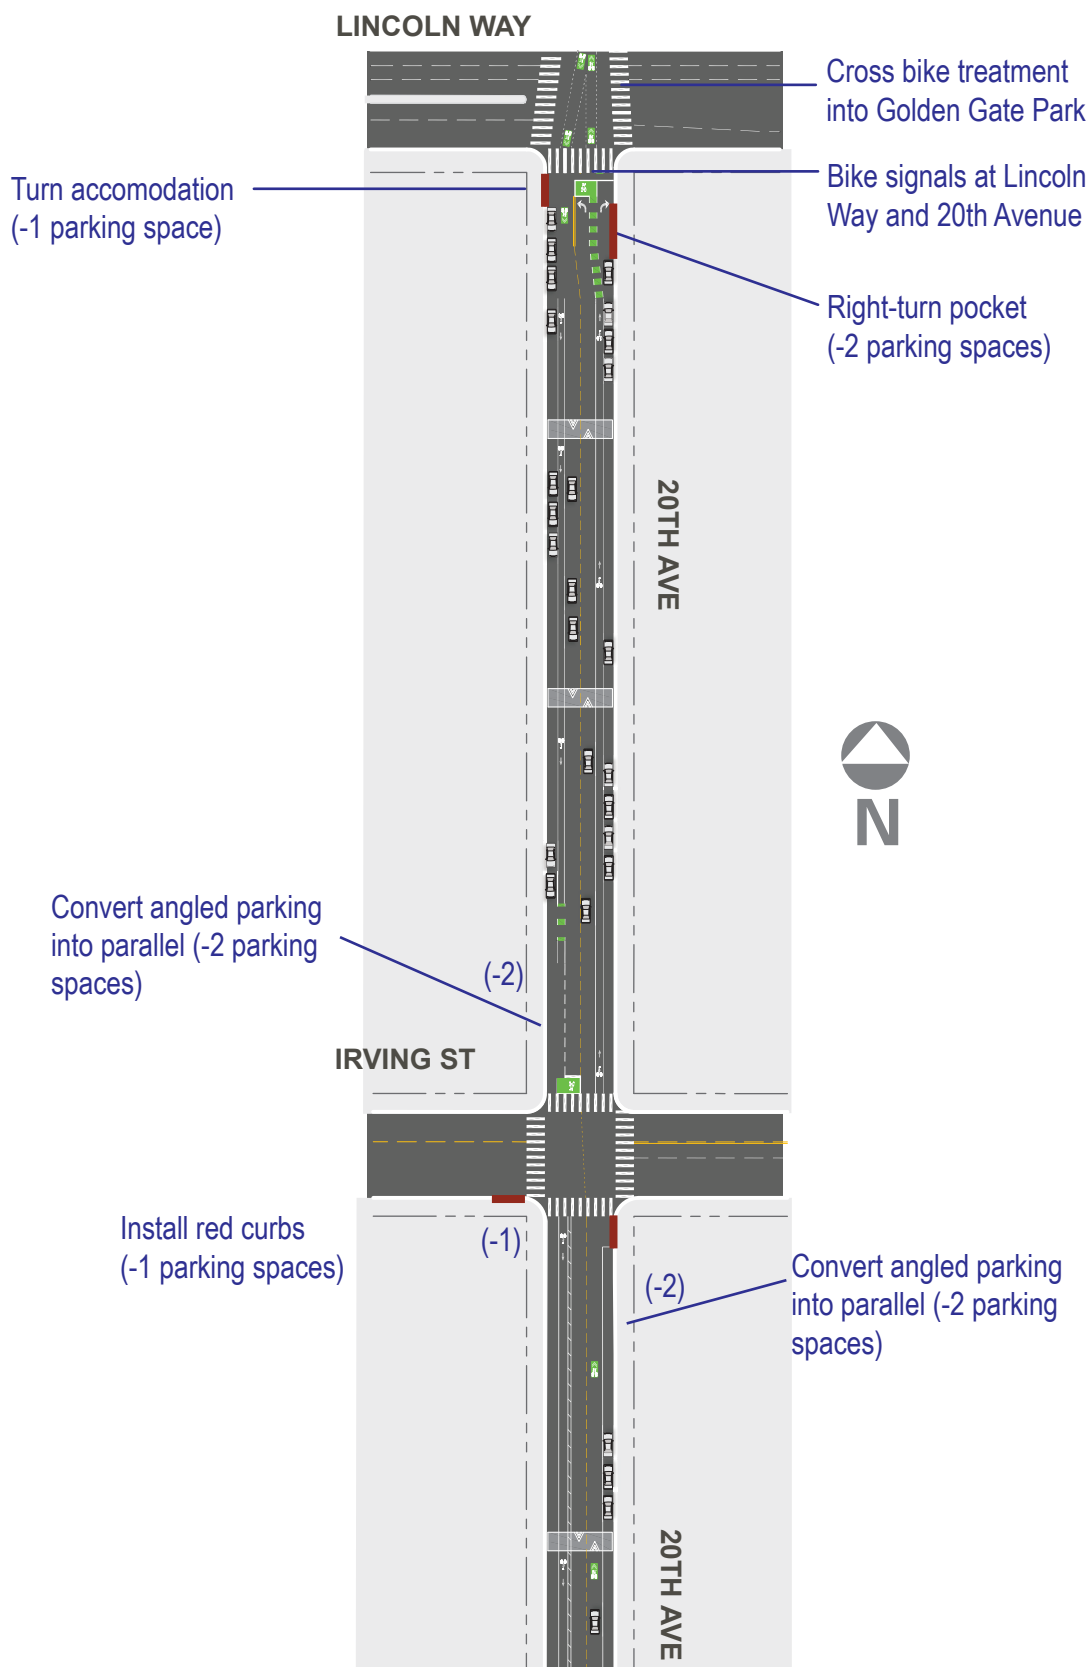 LINCOLN WAY
Cross bike treatment
into Golden Gate Park
Turn accomodation
(-1 parking space)
Bike signals at Lincoln
Way and 20th Avenue
Right-turn pocket
(-2 parking spaces)
20TH AVE
N
Convert angled parking
into parallel (-2 parking
spaces)
(-2)
IRVING ST
Install red curbs
(-1 parking spaces)
(-1)
(-2)
Convert angled parking
into parallel (-2 parking
spaces)
20TH AVE